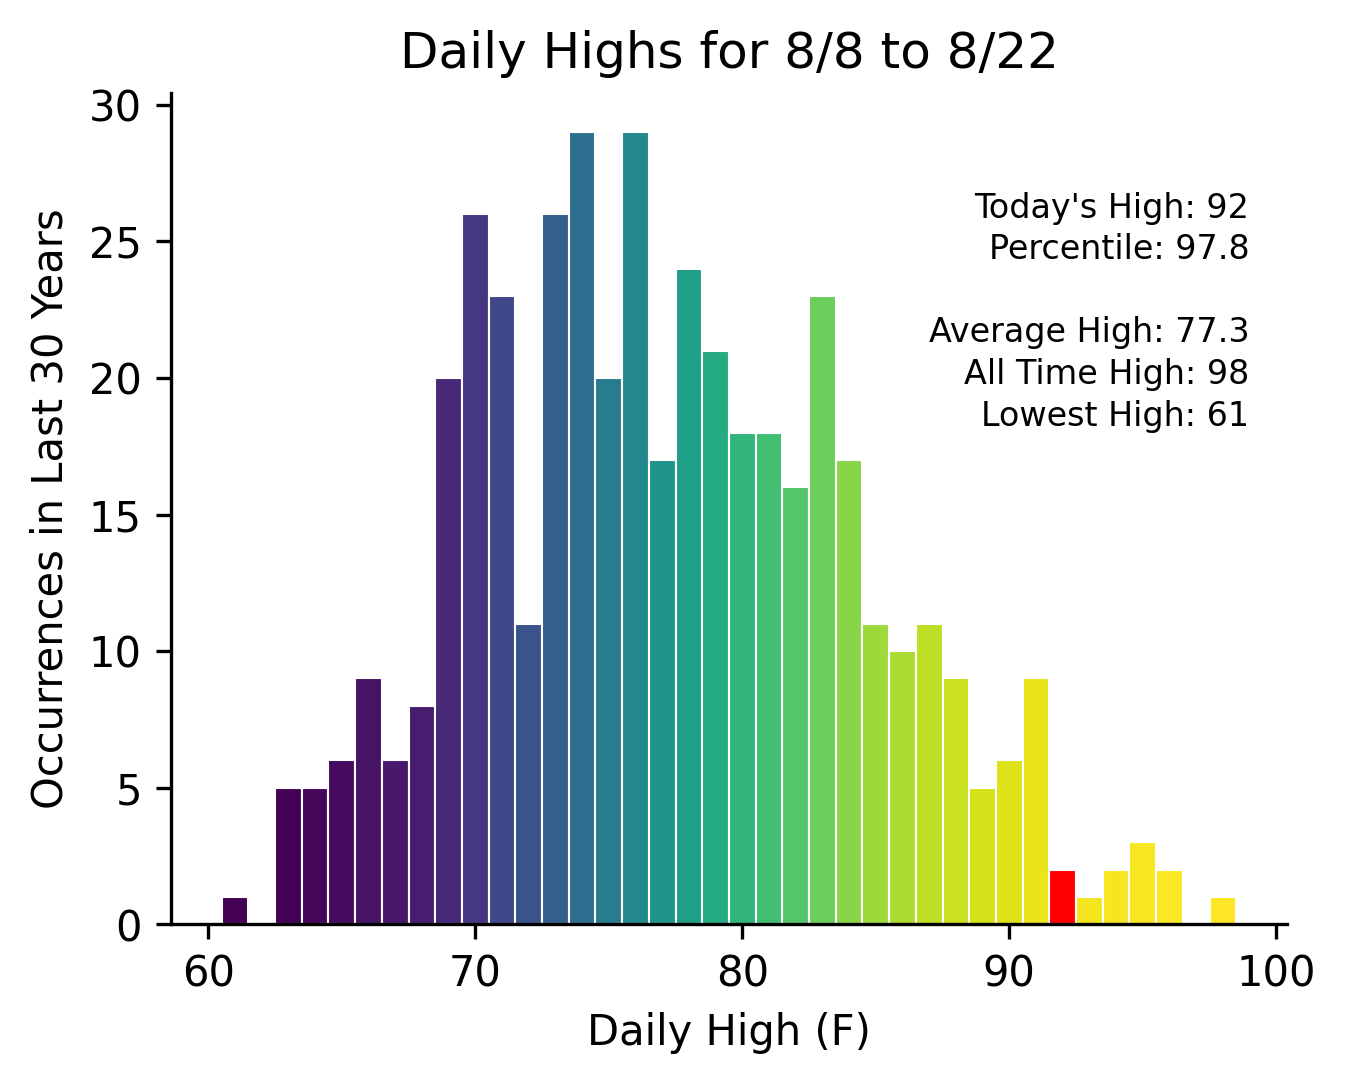 Daily Highs for 8/8 to 8/22
30
25
20
15
10
5
0
Occurrences in Last 30 Years
Today's High: 92
Percentile: 97.8
Average High: 77.3
All Time High: 98
Lowest High: 61
60 70 80 90 100
Daily High (F)